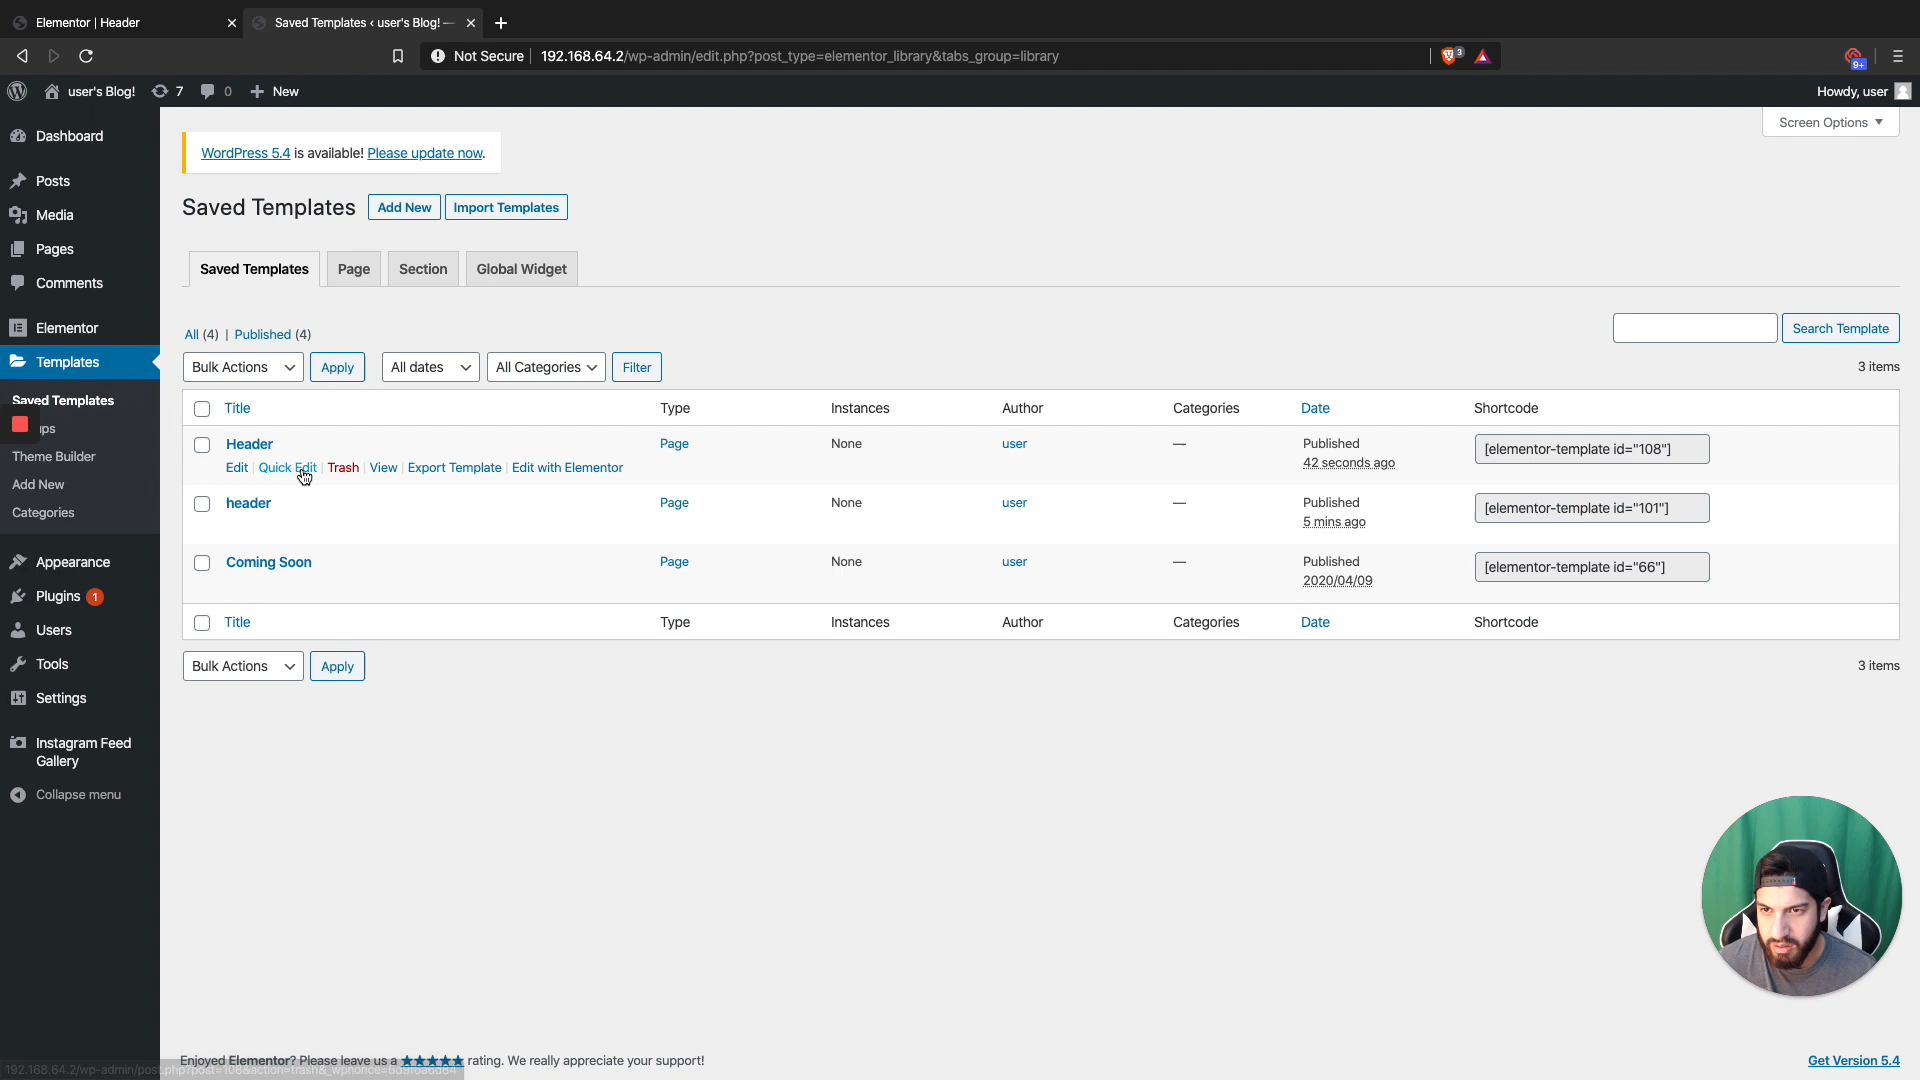 Elementor | Header
Saved Templates ‹ user's Blog! —
Not Secure 192.168.64.2/wp-admin/edit.php?post_type=elementor_library&tabs_group=library
3
9+
user's Blog! 7 0 New
Howdy, user
Screen Options
Dashboard
Posts
Media
Pages
Comments
Elementor
Templates
Saved Templates
ups
Theme Builder
Add New
Categories
Appearance
Plugins 1
Users
Tools
Settings
Instagram Feed
Gallery
Collapse menu
WordPress 5.4 is available! Please update now.
Saved Templates Add New Import Templates
Saved Templates Page Section Global Widget
All (4) | Published (4)
Search Template
Bulk Actions Apply All dates All Categories Filter
3 items
Title Type Instances Author Categories Date Shortcode
Header Page None user — Published [elementor-template id="108"]
42 seconds ago
Edit | Quick Edit | Trash | View | Export Template | Edit with Elementor
header Page None user — Published [elementor-template id="101"]
5 mins ago
Coming Soon Page None user — Published [elementor-template id="66"]
2020/04/09
Title Type Instances Author Categories Date Shortcode
Bulk Actions Apply
3 items
Enjoyed Elementor? Please leave us a ★★★★★ rating. We really appreciate your support!
Get Version 5.4